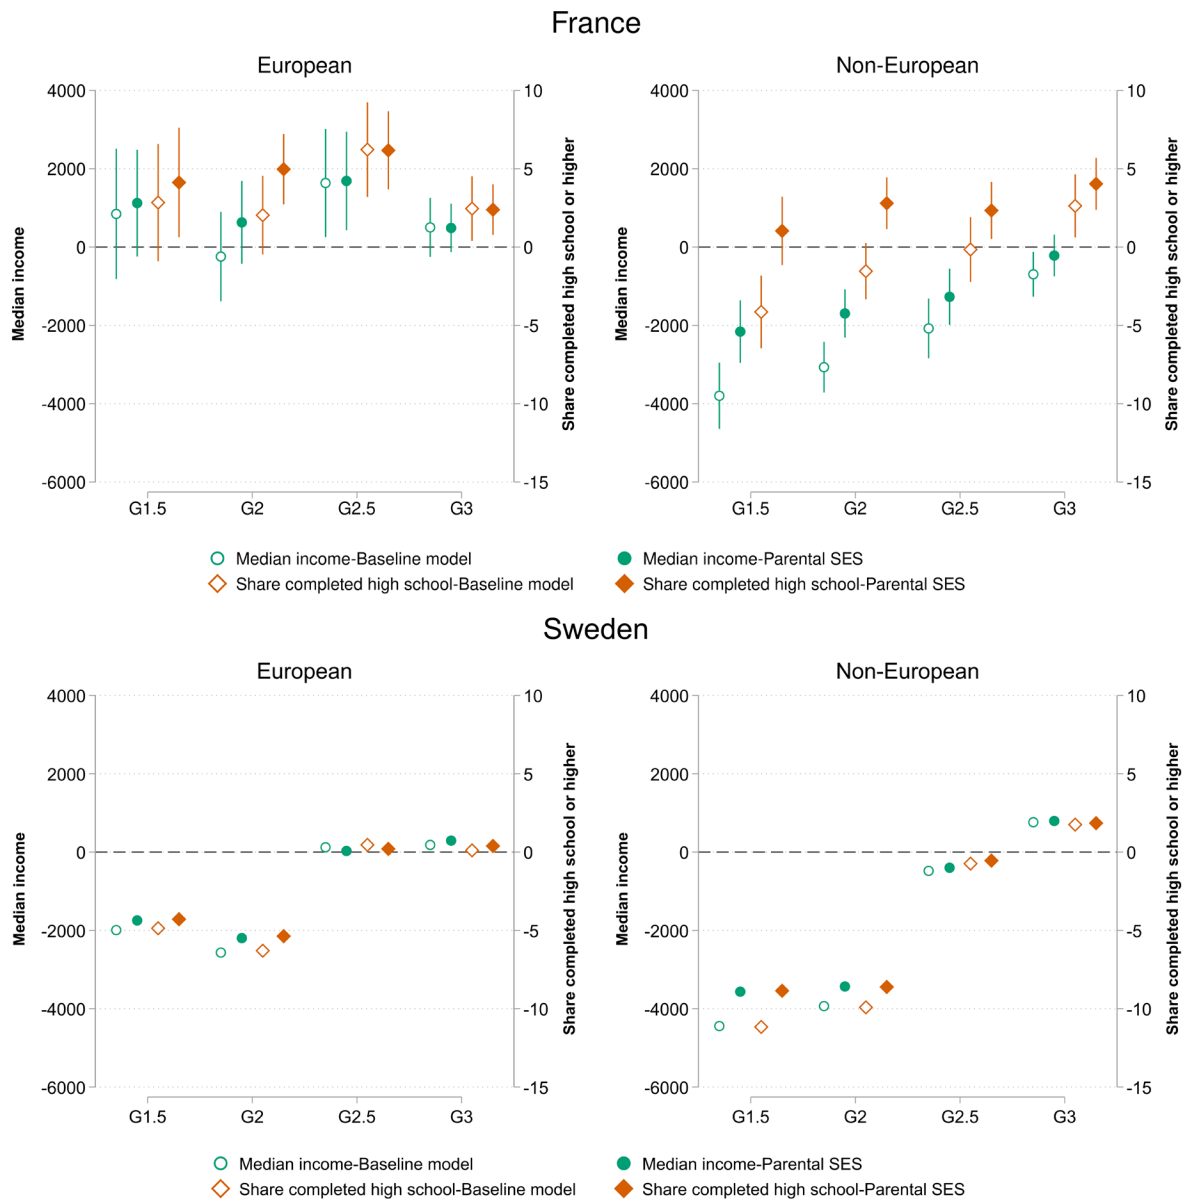 France
European
Non-European
4000
2000
0
-2000
-4000
-6000
Median income
10
5
0
-5
-10
-15
Share completed high school or higher
G1.5 G2 G2.5 G3
4000
2000
0
-2000
-4000
-6000
Median income
10
5
0
-5
-10
-15
Share completed high school or higher
G1.5 G2 G2.5 G3
Median income-Baseline model
Median income-Parental SES
Share completed high school-Baseline model
Share completed high school-Parental SES
Sweden
European
Non-European
4000
2000
0
-2000
-4000
-6000
Median income
10
5
0
-5
-10
-15
Share completed high school or higher
G1.5 G2 G2.5 G3
4000
2000
0
-2000
-4000
-6000
Median income
10
5
0
-5
-10
-15
Share completed high school or higher
G1.5 G2 G2.5 G3
Median income-Baseline model
Median income-Parental SES
Share completed high school-Baseline model
Share completed high school-Parental SES